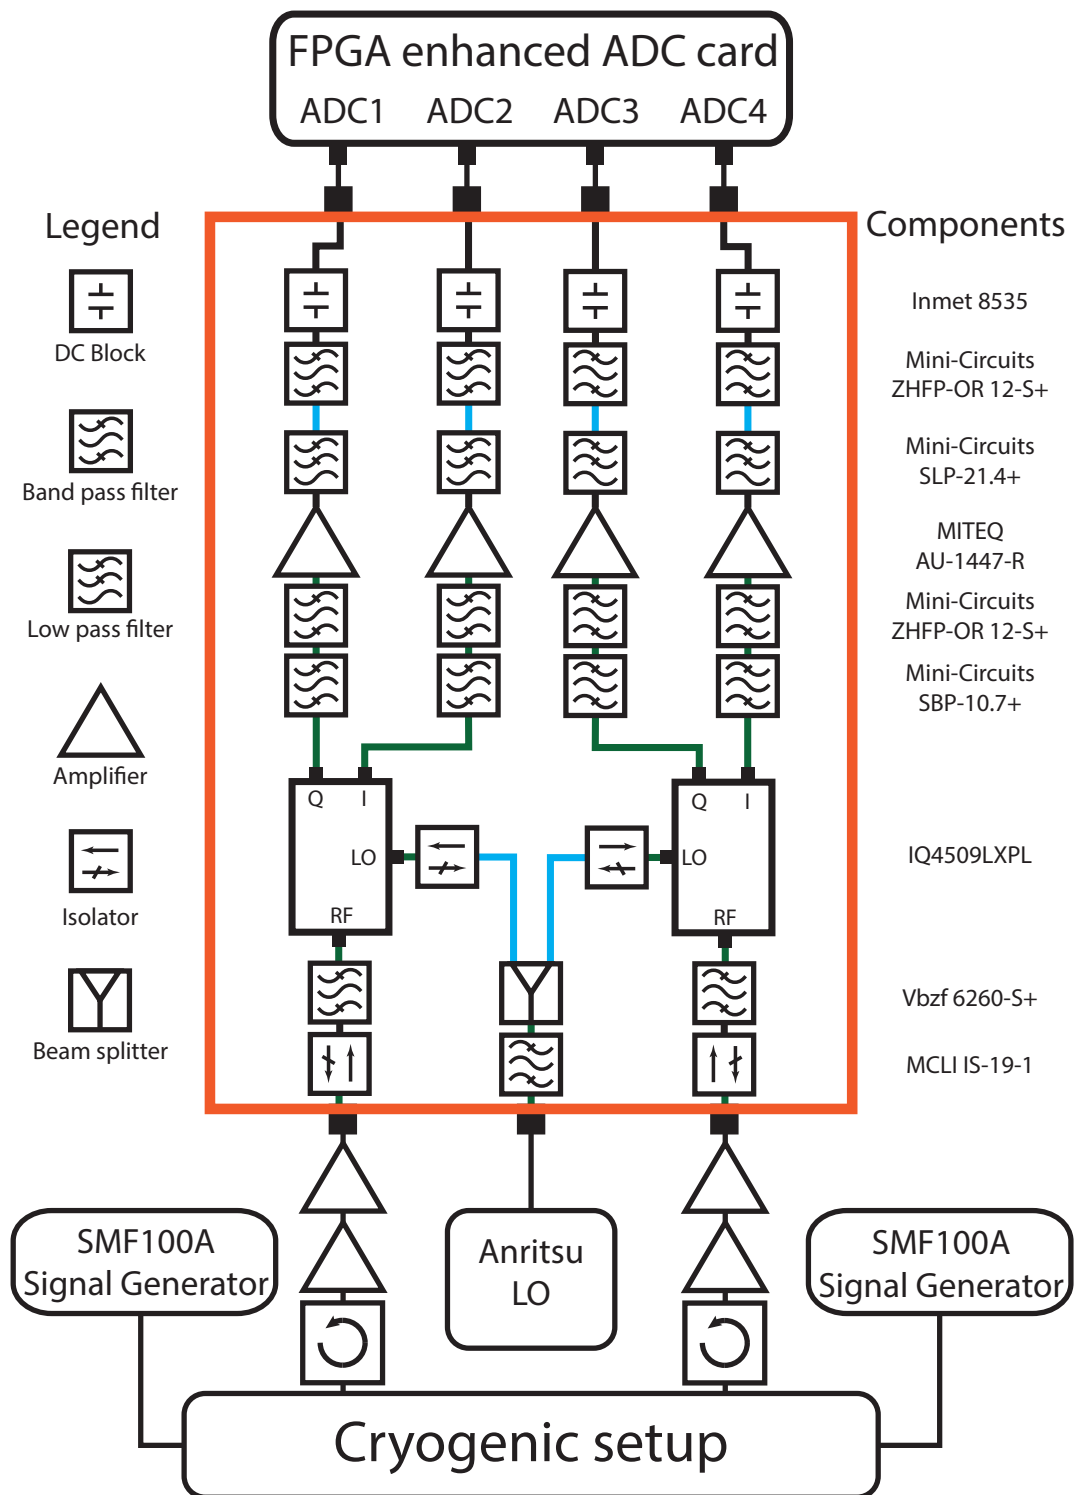 FPGA enhanced ADC card
ADC1 ADC2 ADC3 ADC4
Legend
DC Block
Band pass filter
Low pass filter
Amplifier
Isolator
Beam splitter
Components
Inmet 8535
Mini-Circuits
ZHFP-OR 12-S+
Mini-Circuits
SLP-21.4+
MITEQ
AU-1447-R
Mini-Circuits
ZHFP-OR 12-S+
Mini-Circuits
SBP-10.7+
IQ4509LXPL
Vbzf 6260-S+
MCLI IS-19-1
Q I
LO
RF
Q I
LO
RF
SMF100A
Signal Generator
Anritsu
LO
SMF100A
Signal Generator
Cryogenic setup